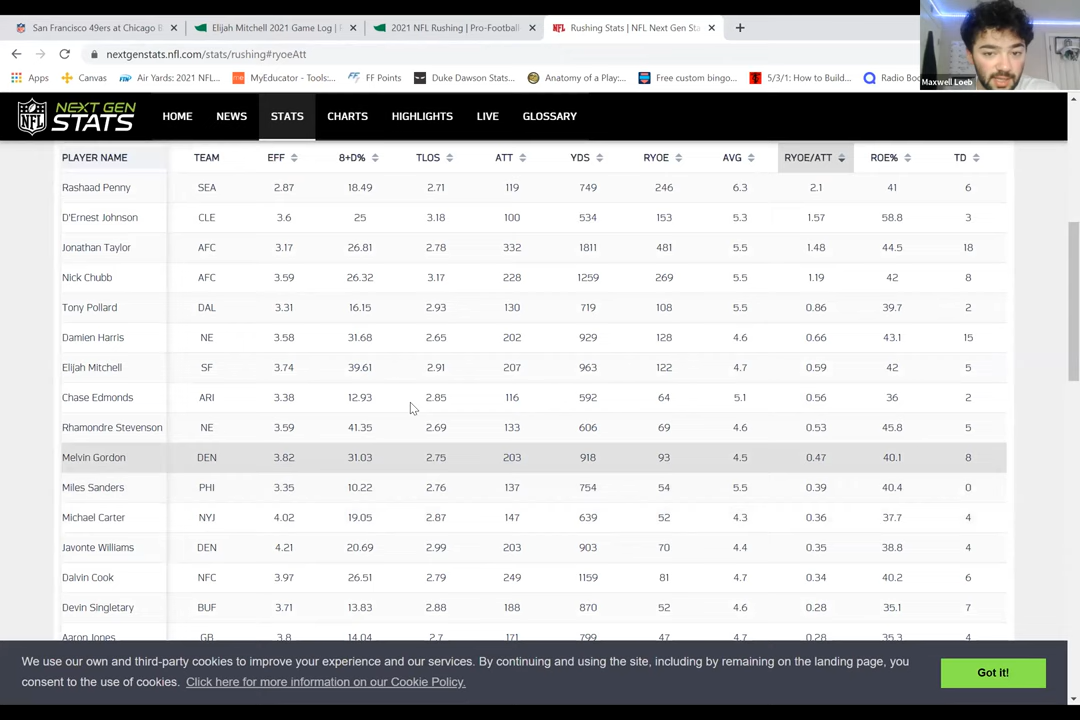 San Francisco 49ers at Chicago
Elijah Mitchell 2021 Game Log |
2021 NFL Rushing | Pro-Football
Rushing Stats | NFL Next Gen Sta
nextgenstats.nfl.com/stats/rushing#ryoeAtt
Apps Canvas Air Yards: 2021 NFL... MyEducator - Tools:... FF Points Duke Dawson Stats... Anatomy of a Play:... Free custom bingo... 5/3/1: How to Build... Radio Boo
Maxwell Loeb
NFL NEXT GEN STATS HOME NEWS STATS CHARTS HIGHLIGHTS LIVE GLOSSARY
PLAYER NAME TEAM EFF 8+D% TLOS ATT YDS RYOE AVG RYOE/ATT ROE% TD
Rashaad Penny SEA 2.87 18.49 2.71 119 749 246 6.3 2.1 41 6
D'Ernest Johnson CLE 3.6 25 3.18 100 534 153 5.3 1.57 58.8 3
Jonathan Taylor AFC 3.17 26.81 2.78 332 1811 481 5.5 1.48 44.5 18
Nick Chubb AFC 3.59 26.32 3.17 228 1259 269 5.5 1.19 42 8
Tony Pollard DAL 3.31 16.15 2.93 130 719 108 5.5 0.86 39.7 2
Damien Harris NE 3.58 31.68 2.65 202 929 128 4.6 0.66 43.1 15
Elijah Mitchell SF 3.74 39.61 2.91 207 963 122 4.7 0.59 42 5
Chase Edmonds ARI 3.38 12.93 2.85 116 592 64 5.1 0.56 36 2
Rhamondre Stevenson NE 3.59 41.35 2.69 133 606 69 4.6 0.53 45.8 5
Melvin Gordon DEN 3.82 31.03 2.75 203 918 93 4.5 0.47 40.1 8
Miles Sanders PHI 3.35 10.22 2.76 137 754 54 5.5 0.39 40.4 0
Michael Carter NYJ 4.02 19.05 2.87 147 639 52 4.3 0.36 37.7 4
Javonte Williams DEN 4.21 20.69 2.99 203 903 70 4.4 0.35 38.8 4
Dalvin Cook NFC 3.97 26.51 2.79 249 1159 81 4.7 0.34 40.2 6
Devin Singletary BUF 3.71 13.83 2.88 188 870 52 4.6 0.28 35.1 7
Aaron Jones GB 3.8 14.04 2.7 171 799 47 4.7 0.28 35.3 4
We use our own and third-party cookies to improve your experience and our services. By continuing and using the site, including by remaining on the landing page, you
consent to the use of cookies. Click here for more information on our Cookie Policy.
Got it!